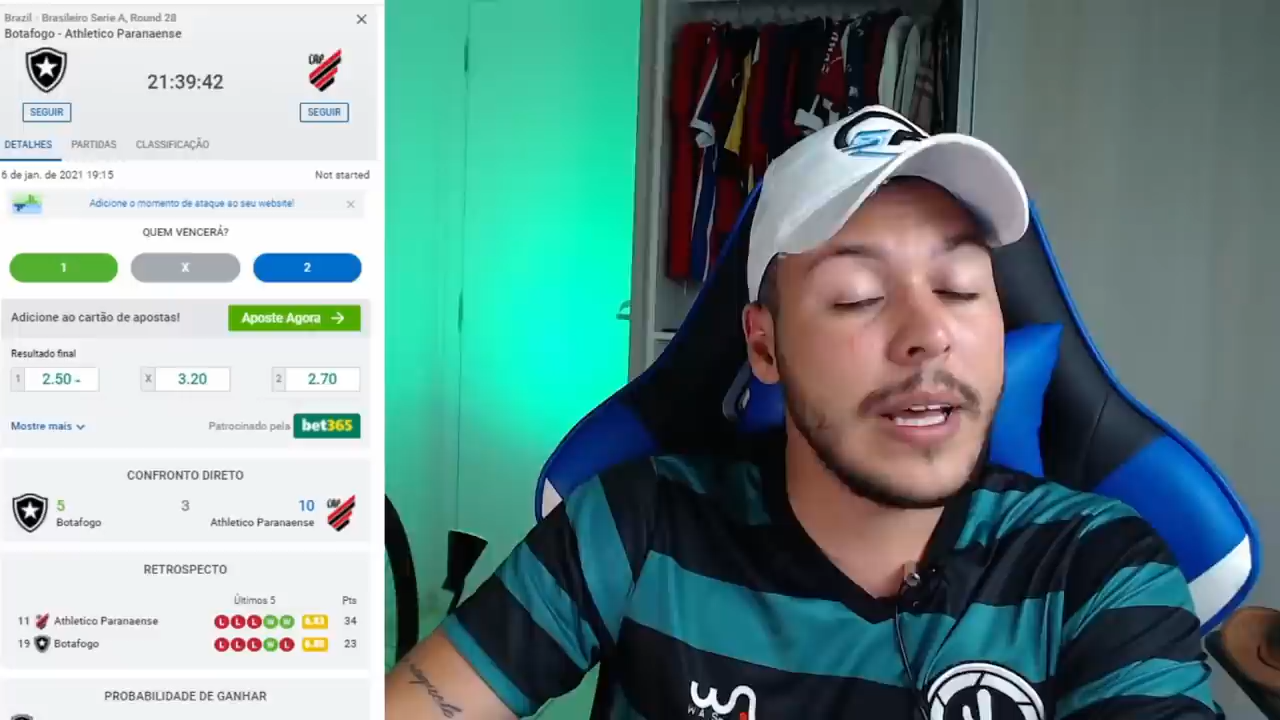 Brazil - Brasileiro Serie A, Round 28
Botafogo - Athletico Paranaense
21:39:42
CAP
SEGUIR
SEGUIR
DETALHES PARTIDAS CLASSIFICAÇÃO
6 de jan. de 2021 19:15 Not started
Adicione o momento de ataque ao seu website!
QUEM VENCERÁ?
1 X 2
Adicione ao cartão de apostas! Aposte Agora
Resultado final
1 2.50 X 3.20 2 2.70
Mostre mais Patrocinado pela bet365
CONFRONTO DIRETO
5 3 10
CAP
Botafogo Athletico Paranaense
RETROSPECTO
Últimos 5 Pts
11 Athletico Paranaense L L L W W 34
19 Botafogo L L L W L 23
PROBABILIDADE DE GANHAR